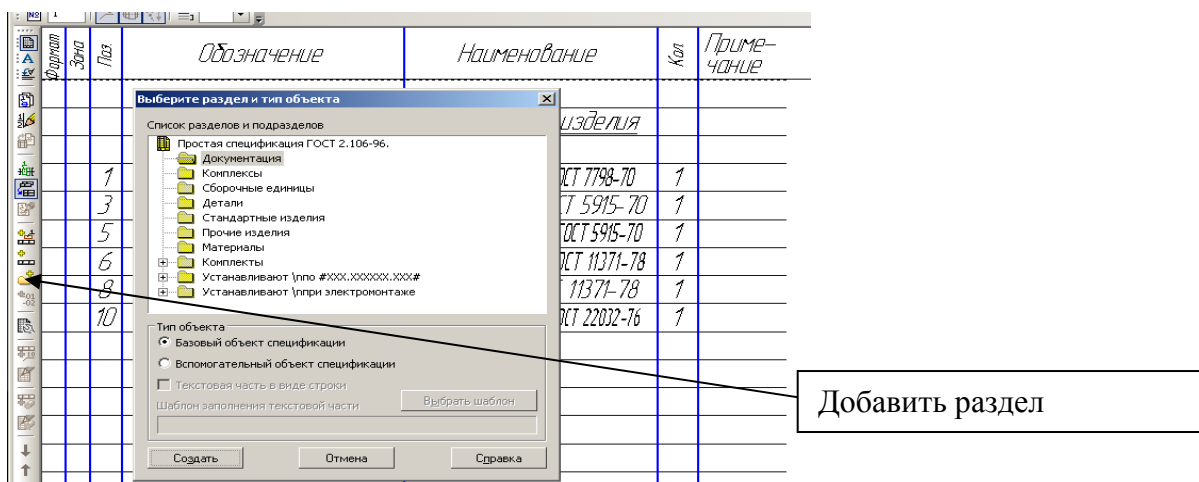 № 1
Формат Зона Поз. Обозначение Наименование Кол Приме-
чание
Выберите раздел и тип объекта
Список разделов и подразделов
изделия
Простая спецификация ГОСТ 2.106-96.
Документация
Комплексы
1 ГОСТ 7798-70 1
Сборочные единицы
Детали
3 5915-70 1
Стандартные изделия
Прочие изделия
5 ГОСТ 5915-70 1
Материалы
Комплекты
6 11371-78 1
Устанавливают \nпо #XXX.XXXXXX.XXX#
Устанавливают \nпри электромонтаже
8 11371-78 1
10 22032-76 1
Тип объекта
Базовый объект спецификации
Вспомогательный объект спецификации
Текстовая часть в виде строки
Шаблон заполнения текстовой части Выбрать шаблон
Создать Отмена Справка
Добавить раздел